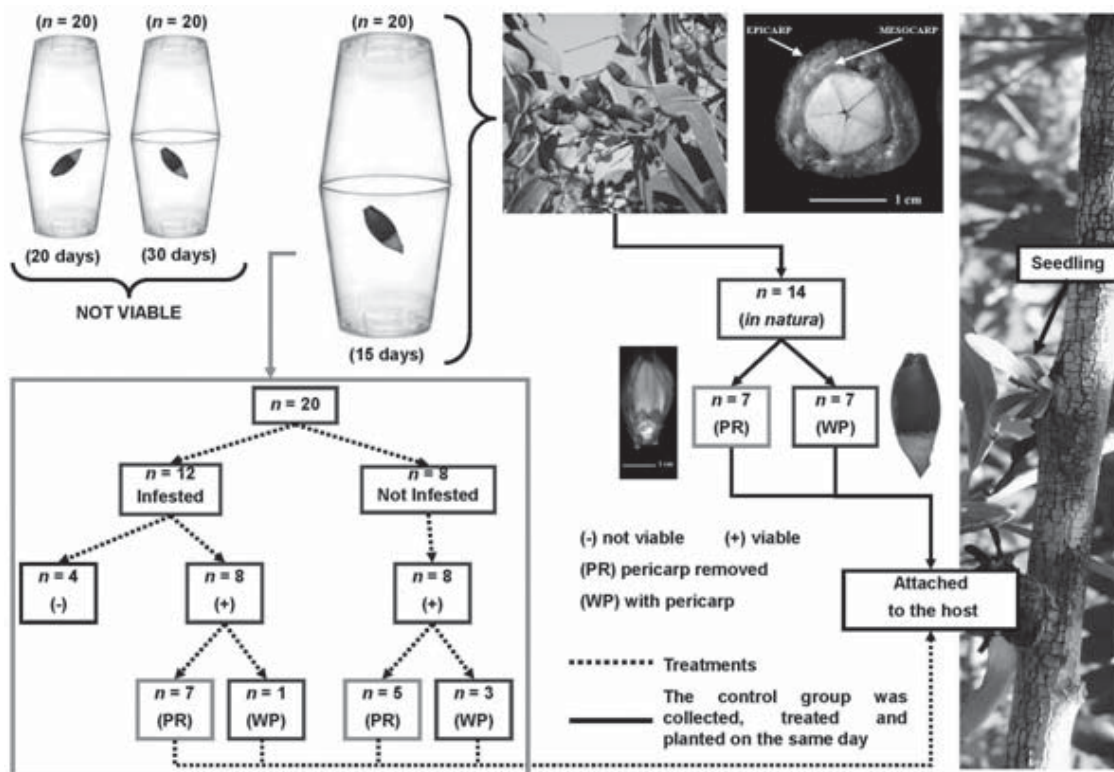 (n = 20)
(n = 20)
(n = 20)
(20 days)
(30 days)
NOT VIABLE
(15 days)
EPICARP
MESOCARP
1 cm
Seedling
n = 14
(in natura)
1 cm
n = 7
(PR)
n = 7
(WP)
n = 20
n = 12
Infested
n = 8
Not Infested
n = 4
(-)
n = 8
(+)
n = 8
(+)
n = 7
(PR)
n = 1
(WP)
n = 5
(PR)
n = 3
(WP)
(-) not viable (+) viable
(PR) pericarp removed
(WP) with pericarp
Attached
to the host
Treatments
The control group was
collected, treated and
planted on the same day